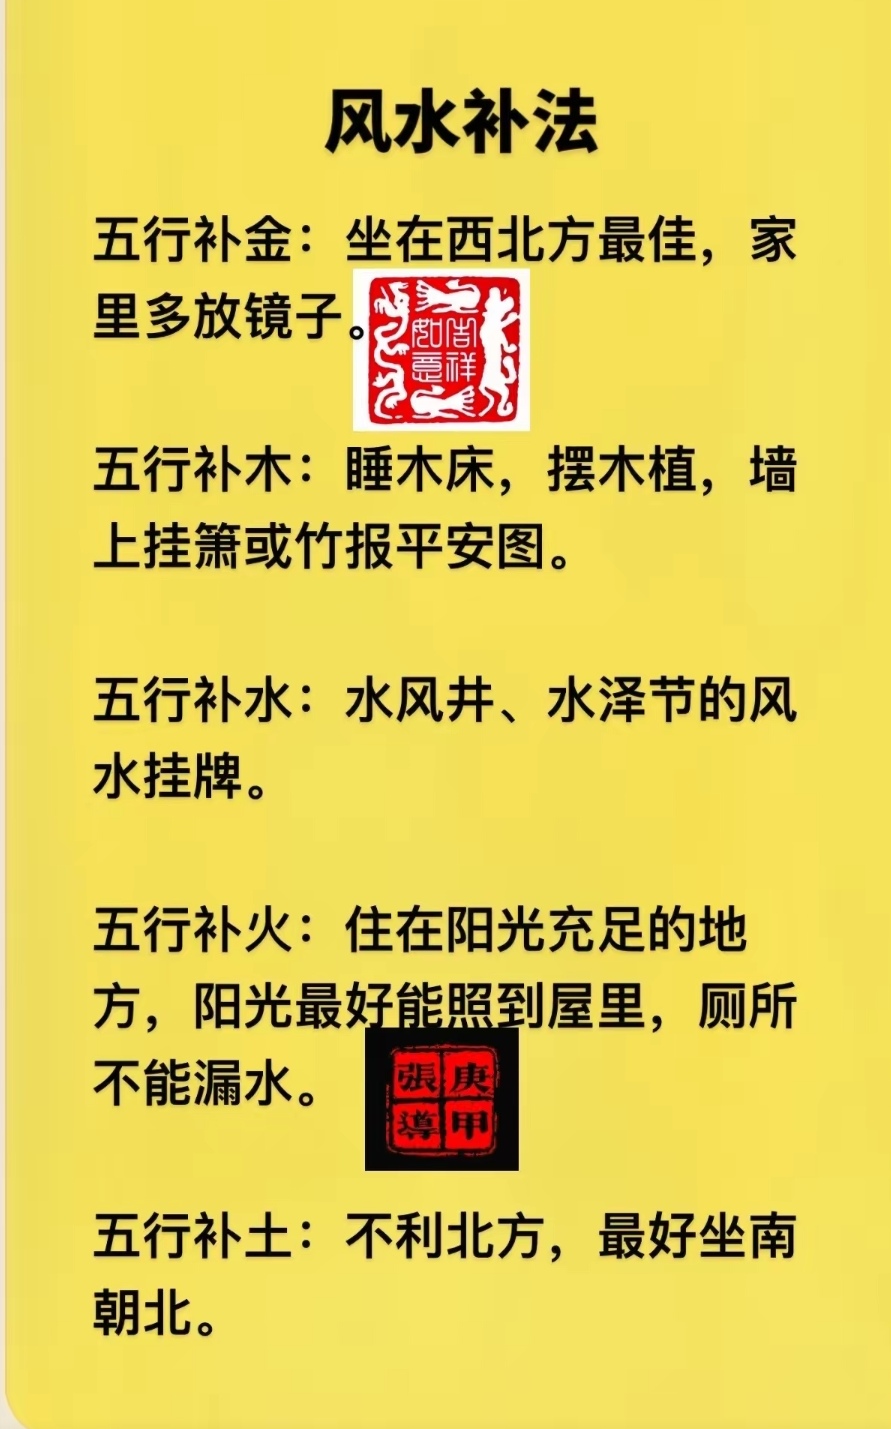 风水补法
五行补金：坐在西北方最佳，家
里多放镜子。
吉祥
如意
五行补木：睡木床，摆木植，墙
上挂箫或竹报平安图。
五行补水：水风井、水泽节的风
水挂牌。
五行补火：住在阳光充足的地
方，阳光最好能照到屋里，厕所
不能漏水。
庚甲
張導
五行补土：不利北方，最好坐南
朝北。